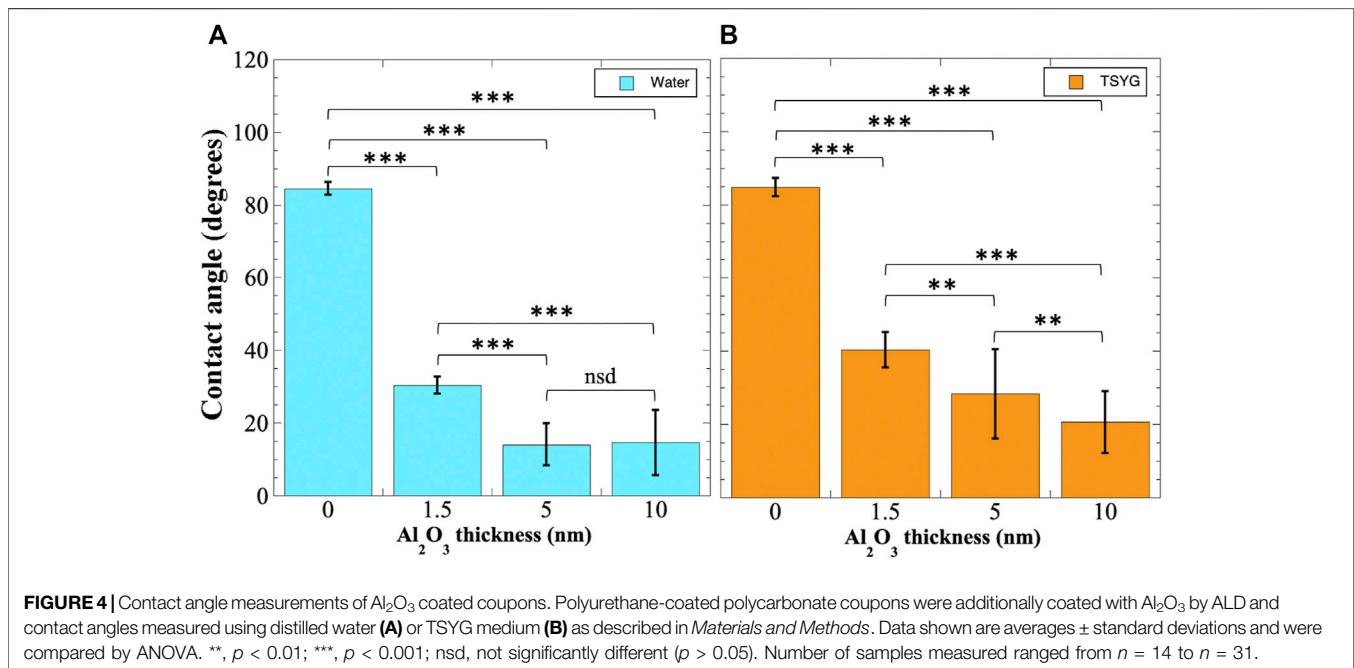 A
B
120
100
80
60
40
20
0
Contact angle (degrees)
Water
***
***
***
***
***
nsd
0 1.5 5 10
Al₂O₃ thickness (nm)
TSYG
***
***
***
***
**
**
0 1.5 5 10
Al₂O₃ thickness (nm)
FIGURE 4 | Contact angle measurements of Al₂O₃ coated coupons. Polyurethane-coated polycarbonate coupons were additionally coated with Al₂O₃ by ALD and
contact angles measured using distilled water (A) or TSYG medium (B) as described in Materials and Methods. Data shown are averages ± standard deviations and were
compared by ANOVA. **, p < 0.01; ***, p < 0.001; nsd, not significantly different (p > 0.05). Number of samples measured ranged from n = 14 to n = 31.